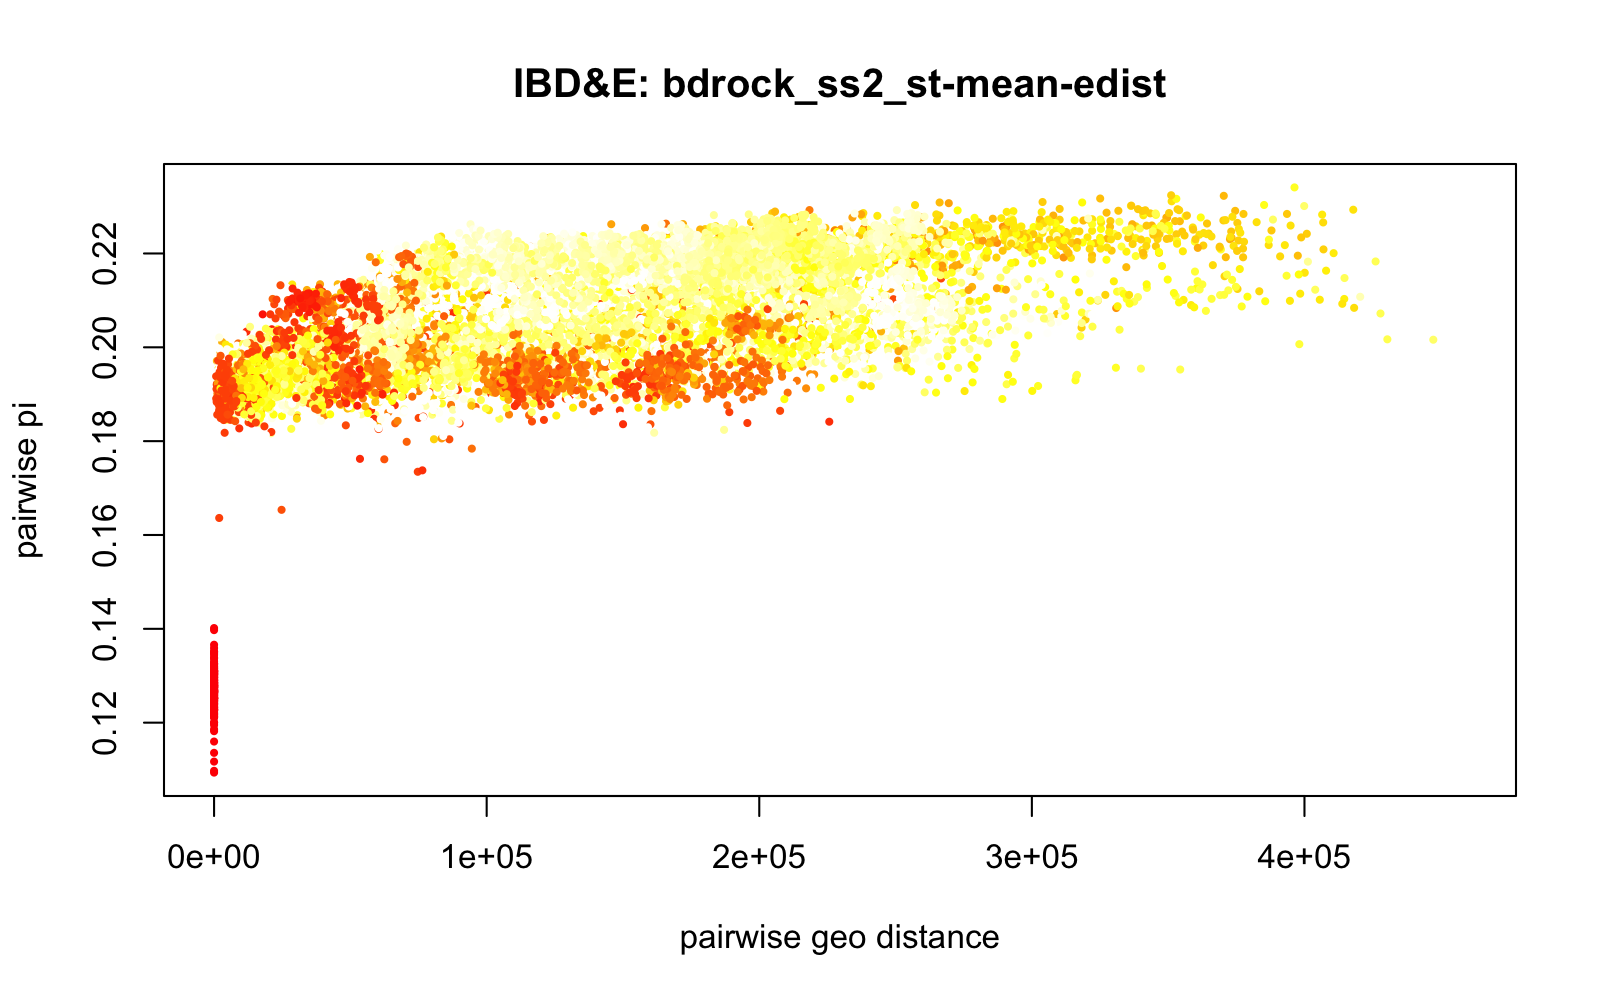 IBD&E: bdrock_ss2_st-mean-edist
pairwise pi
0.22
0.20
0.18
0.16
0.14
0.12
0e+00 1e+05 2e+05 3e+05 4e+05
pairwise geo distance